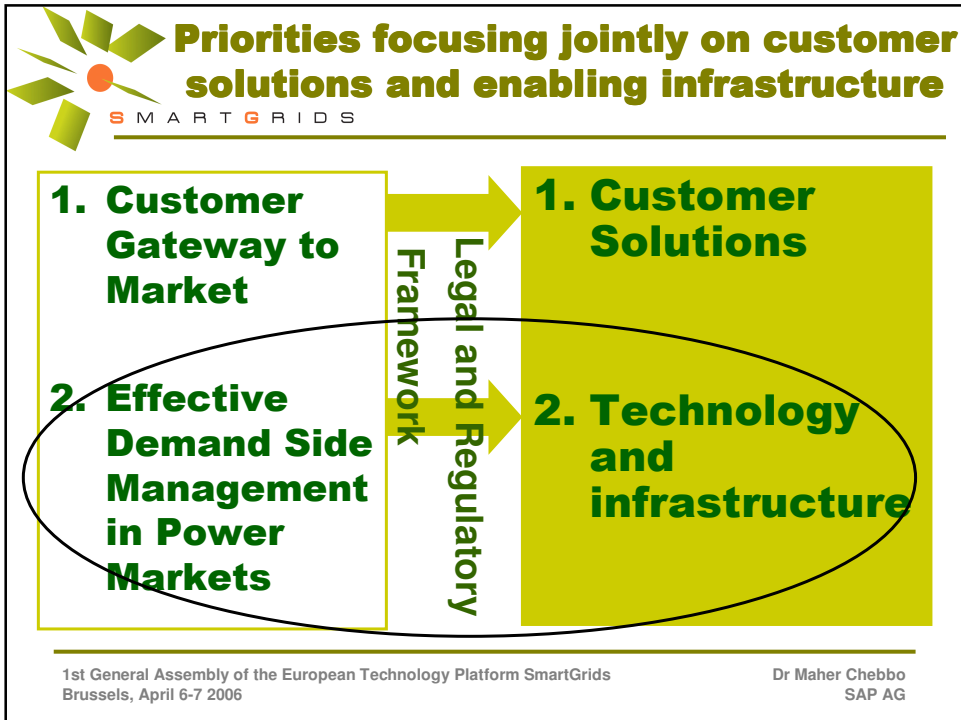 Priorities focusing jointly on customer
solutions and enabling infrastructure
SMARTGRIDS
1. Customer
Gateway to
Market
2. Effective
Demand Side
Management
in Power
Markets
Legal and Regulatory
Framework
1. Customer
Solutions
2. Technology
and
infrastructure
1st General Assembly of the European Technology Platform SmartGrids
Brussels, April 6-7 2006
Dr Maher Chebbo
SAP AG